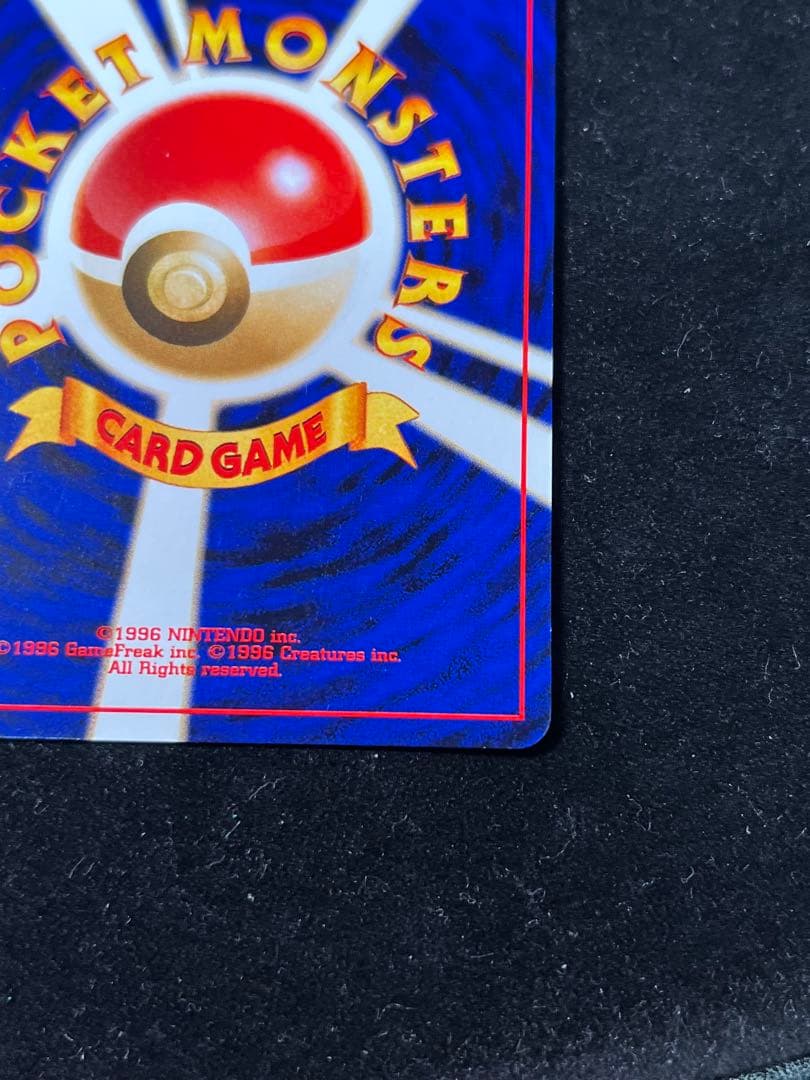 POCKET MONSTERS
CARD GAME
©1996 NINTENDO inc.
©1996 GameFreak inc. ©1996 Creatures inc.
All Rights reserved.